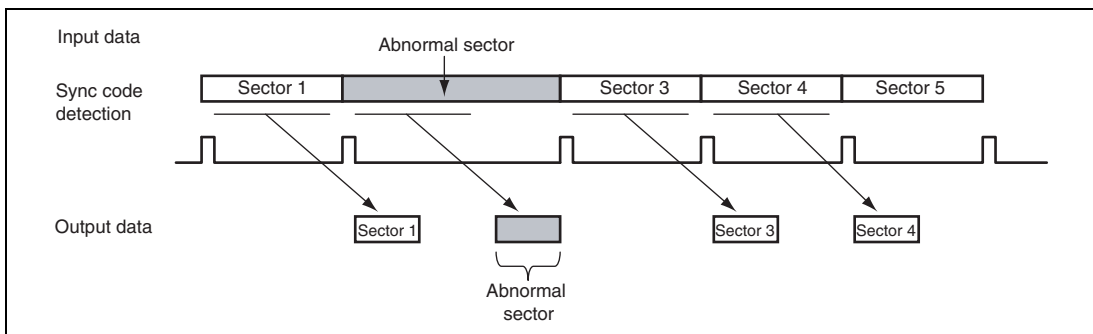 Input data
Abnormal sector
Sync code
detection
Sector 1
Sector 3
Sector 4
Sector 5
Output data
Sector 1
Sector 3
Sector 4
Abnormal
sector